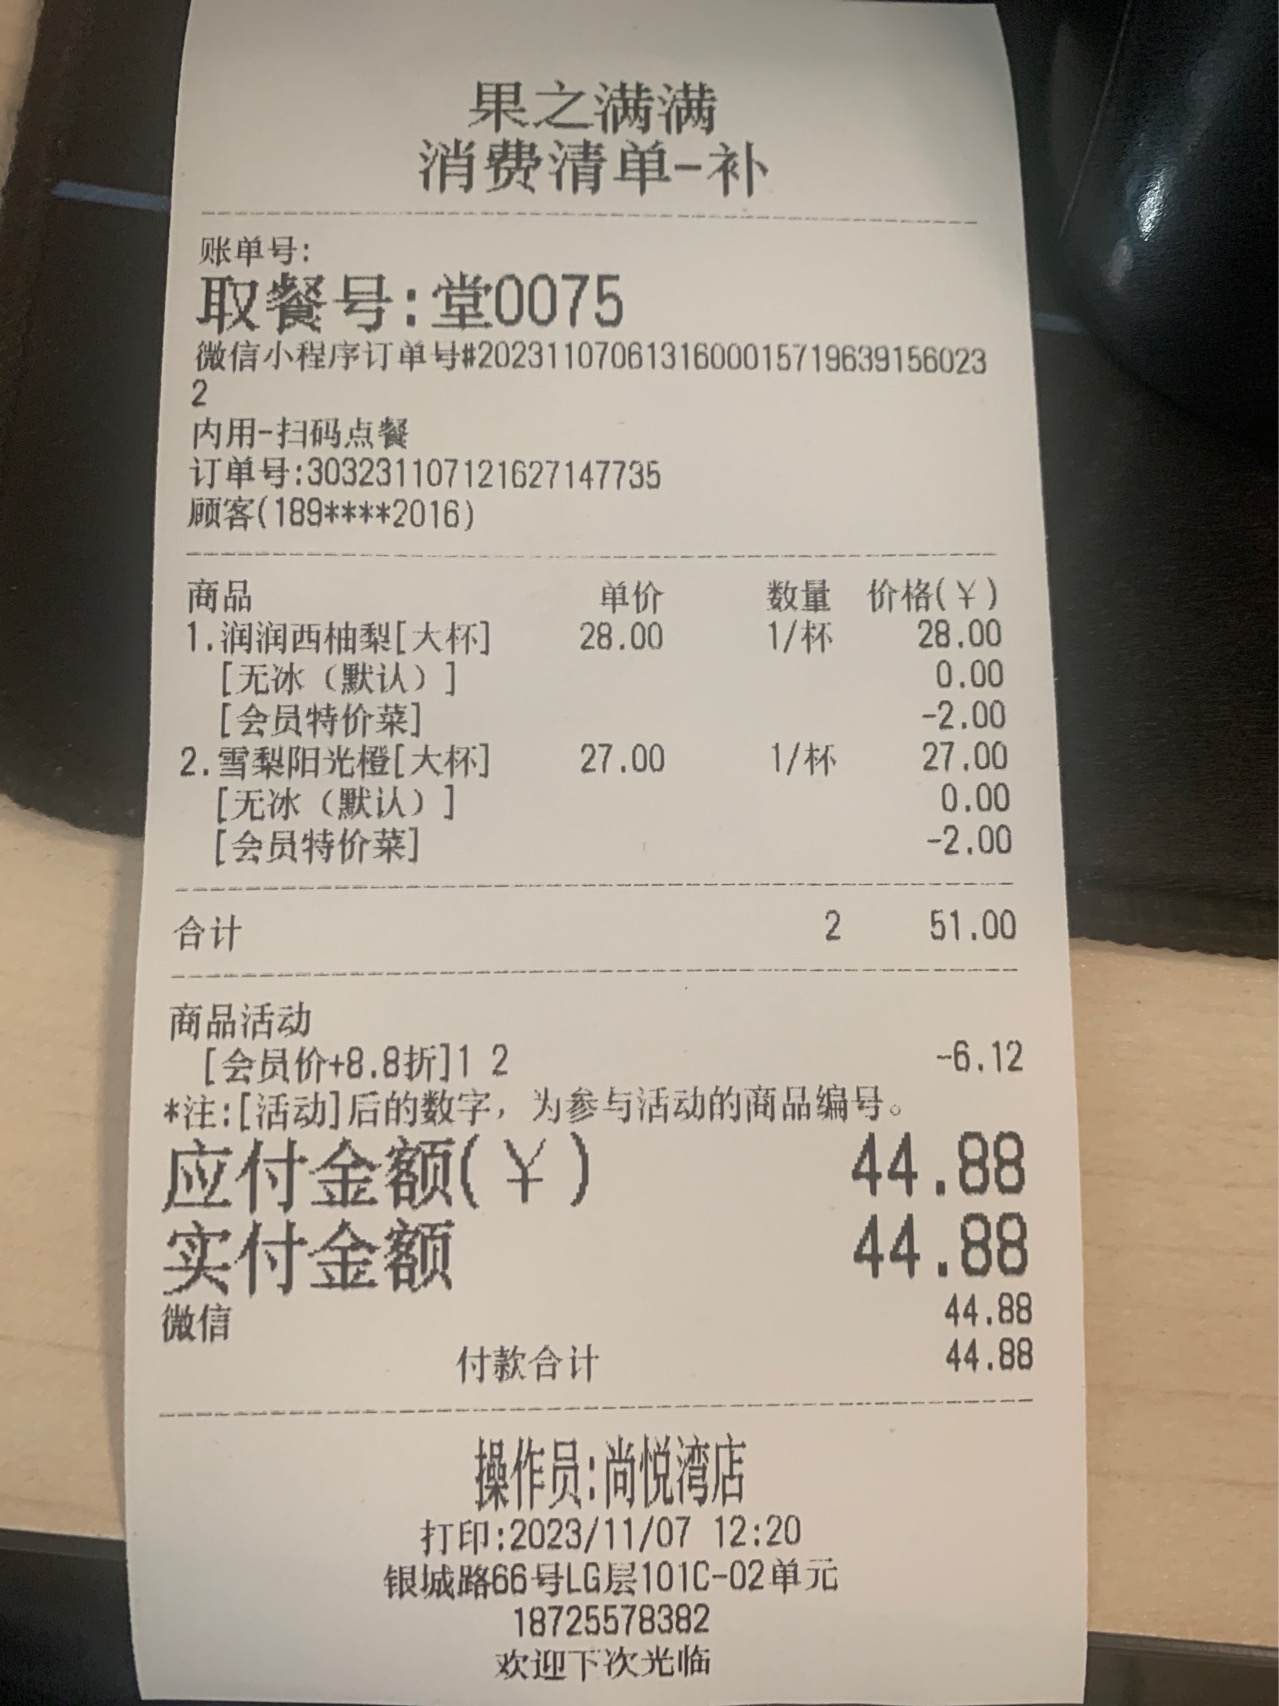 果之满满
消费清单-补
账单号:
取餐号:堂0075
微信小程序订单号#202311070613160001571963915602​3
2
内用-扫码点餐
订单号:303231107121627147735
顾客(189****2016)
商品 单价 数量 价格(¥)
1.润润西柚梨[大杯] 28.00 1/杯 28.00
[无冰（默认）] 0.00
[会员特价菜] -2.00
2.雪梨阳光橙[大杯] 27.00 1/杯 27.00
[无冰（默认）] 0.00
[会员特价菜] -2.00
合计 2 51.00
商品活动
[会员价+8.8折]1 2 -6.12
*注:[活动]后的数字，为参与活动的商品编号。
应付金额(¥) 44.88
实付金额 44.88
微信 44.88
付款合计 44.88
操作员:尚悦湾店
打印:2023/11/07 12:20
银城路66号LG层101C-02单元
18725578382
欢迎下次光临